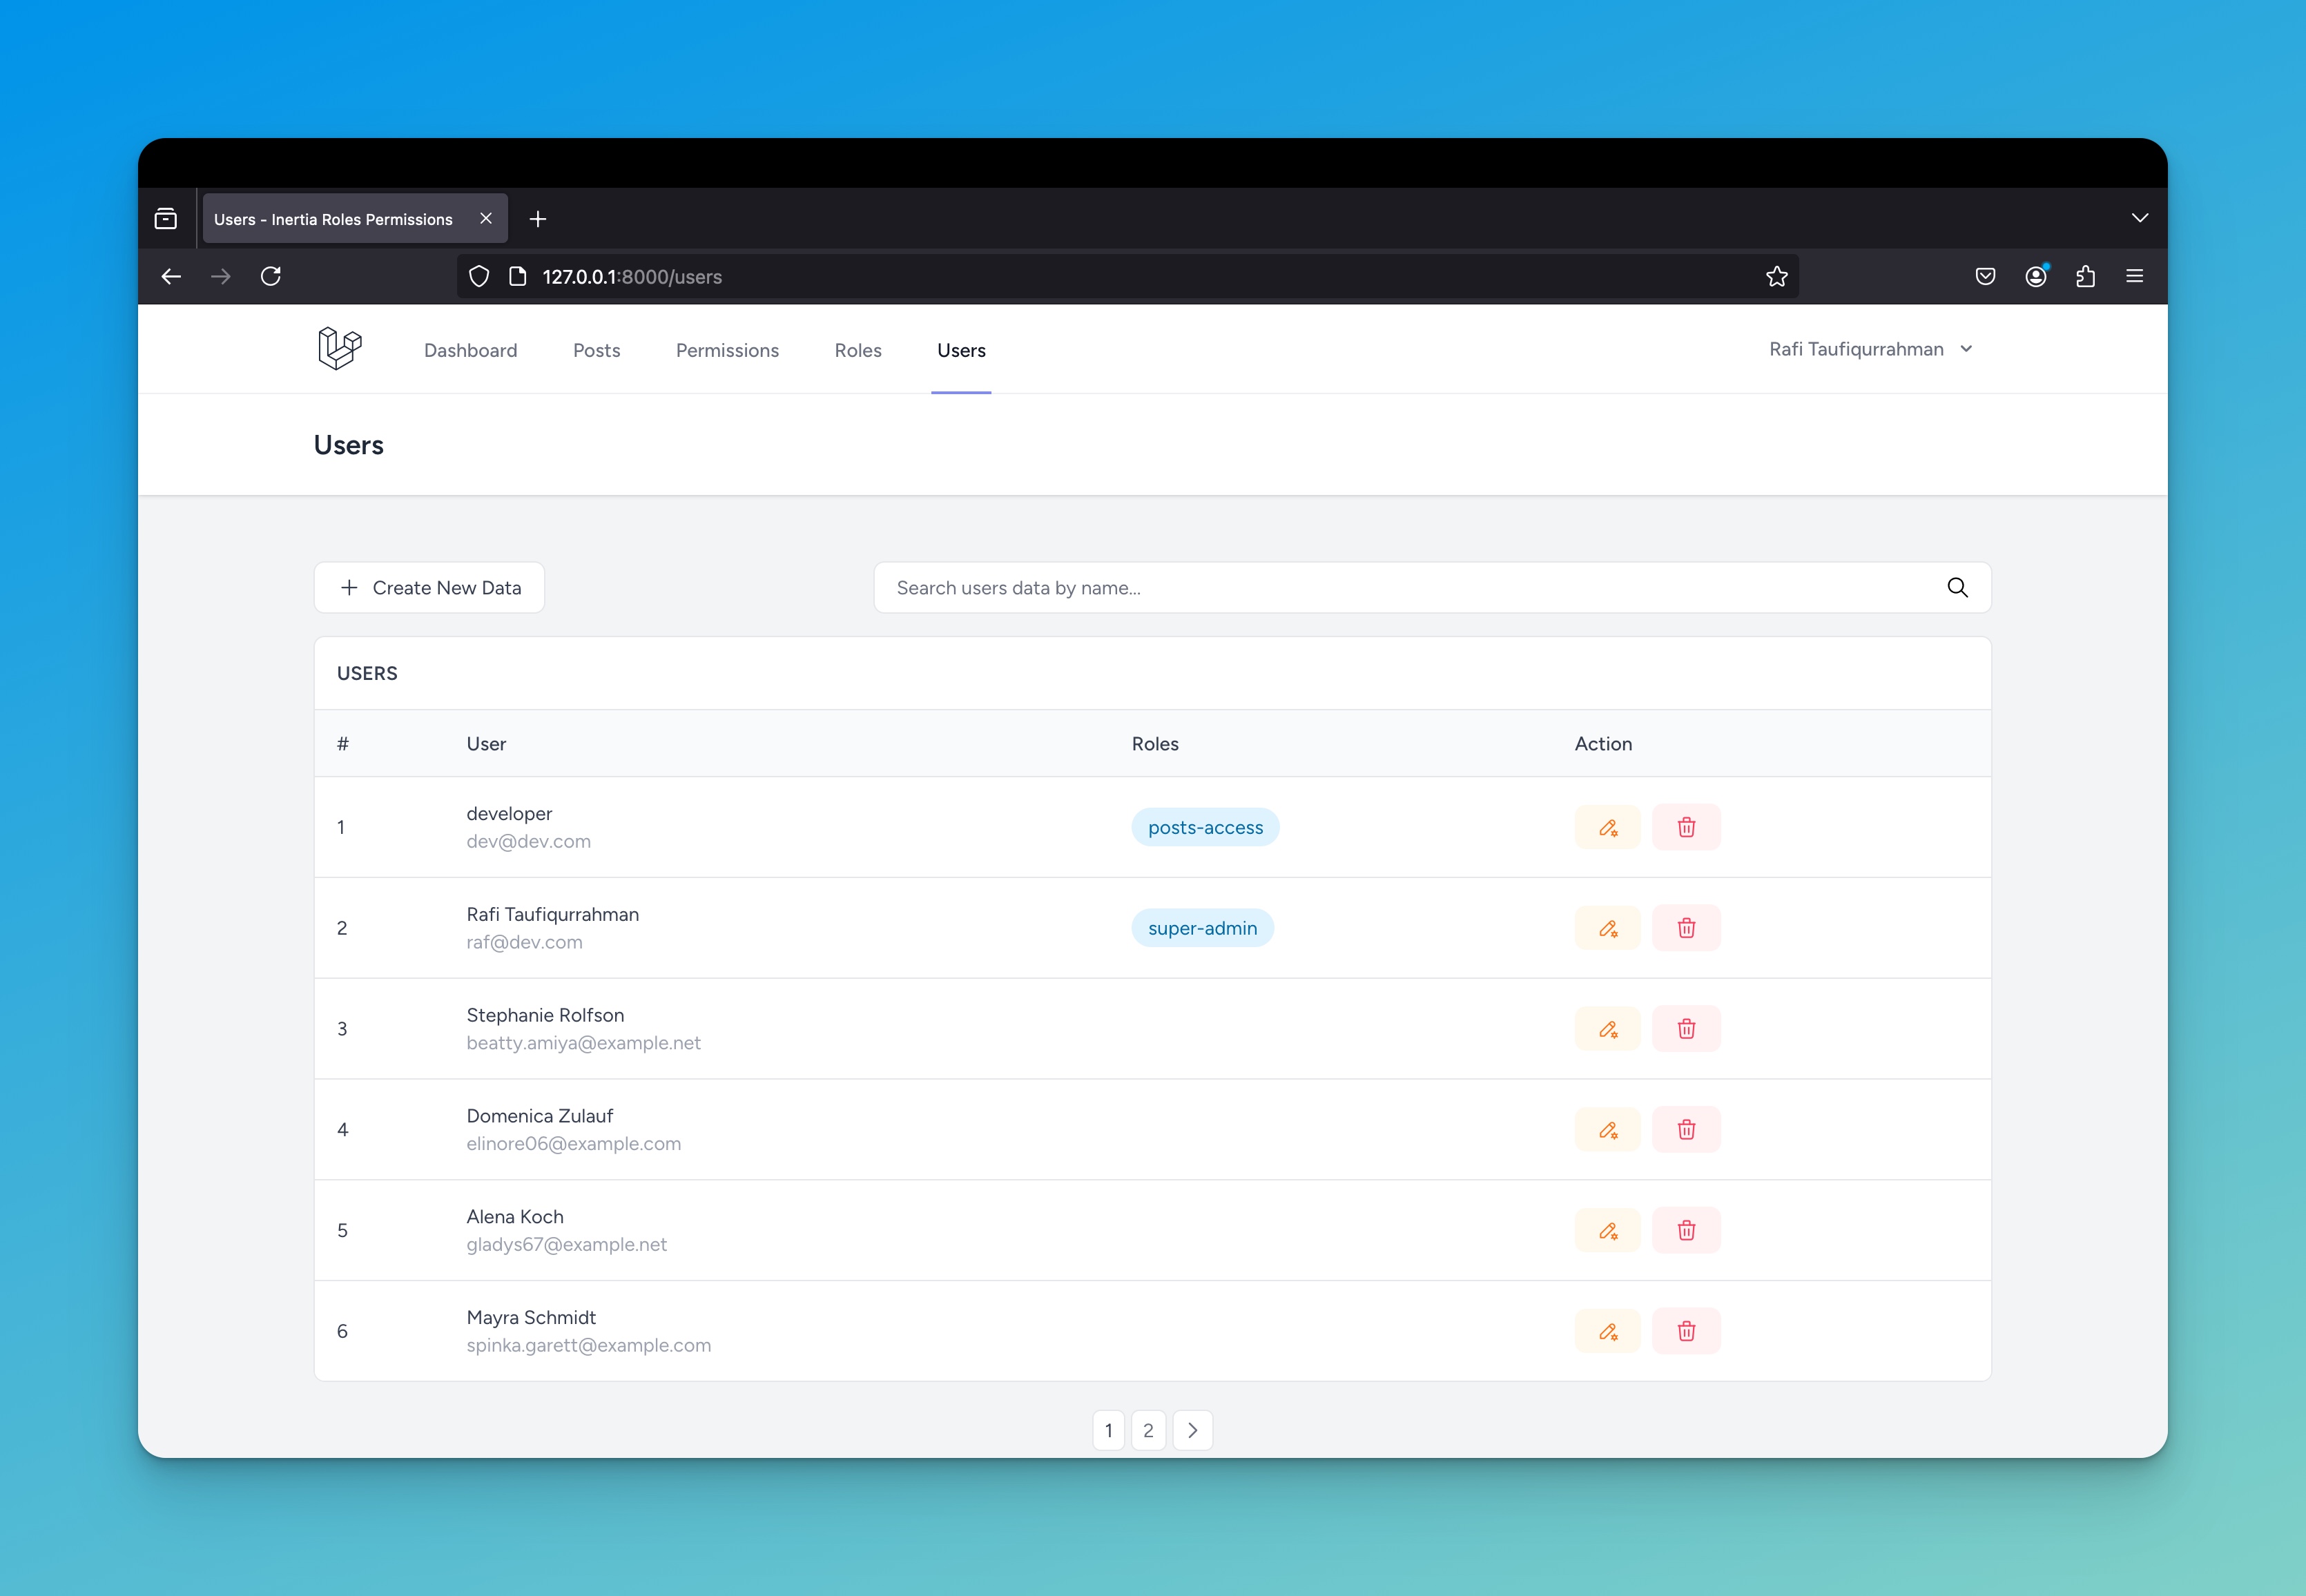 Users - Inertia Roles Permissions
127.0.0.1:8000/users
Dashboard Posts Permissions Roles Users Rafi Taufiqurrahman
Users
Create New Data Search users data by name...
USERS
# User Roles Action
1 developer posts-access
dev@dev.com
2 Rafi Taufiqurrahman super-admin
raf@dev.com
3 Stephanie Rolfson
beatty.amiya@example.net
4 Domenica Zulauf
elinore06@example.com
5 Alena Koch
gladys67@example.net
6 Mayra Schmidt
spinka.garett@example.com
1 2